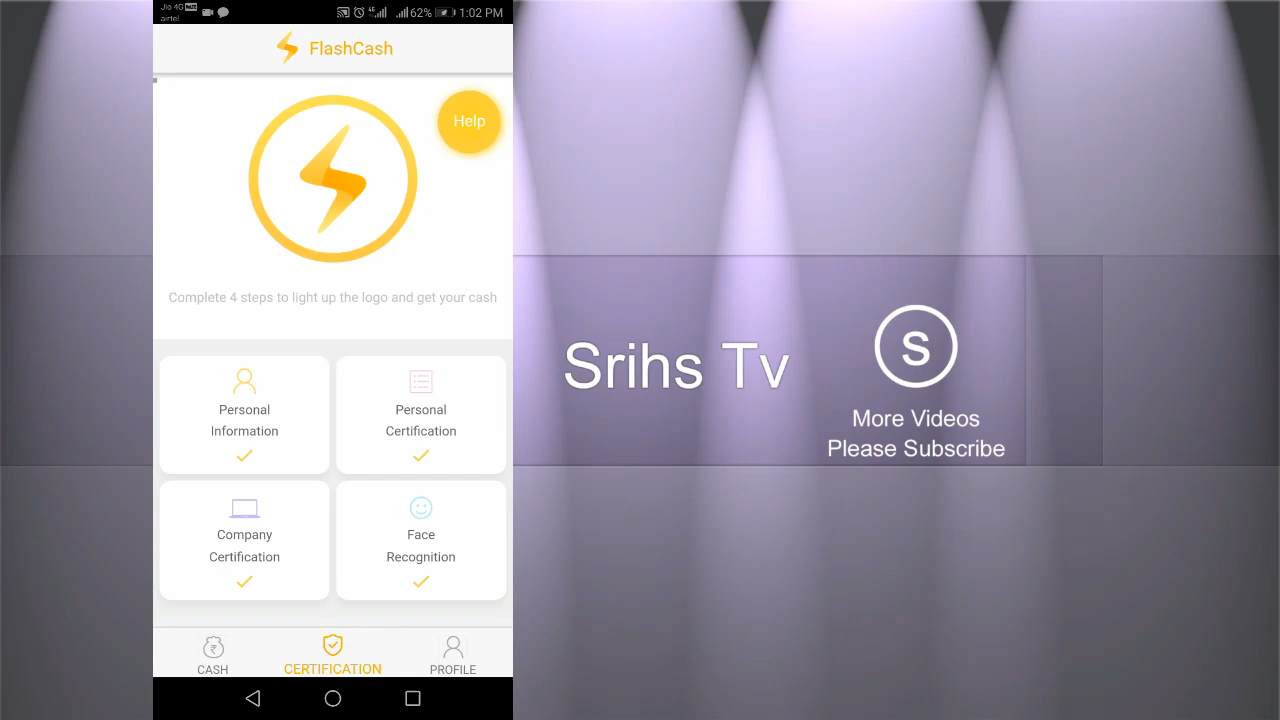 Jio 4G VoLTE
airtel
62% 1:02 PM
FlashCash
Help
Complete 4 steps to light up the logo and get your cash
Personal
Information
Personal
Certification
Company
Certification
Face
Recognition
CASH
CERTIFICATION
PROFILE
Srihs Tv
S
More Videos
Please Subscribe